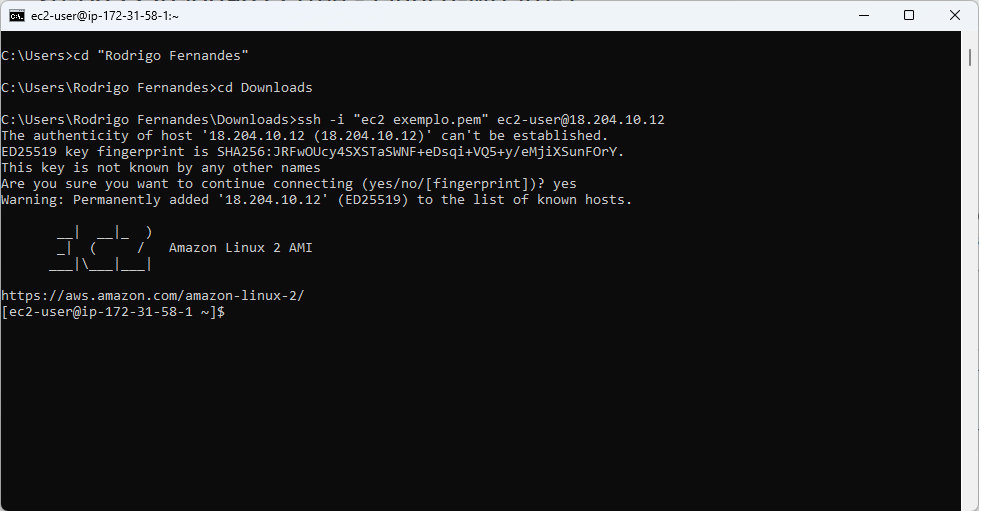 ec2-user@ip-172-31-58-1:~
C:\Users>cd "Rodrigo Fernandes"
C:\Users\Rodrigo Fernandes>cd Downloads
C:\Users\Rodrigo Fernandes\Downloads>ssh -i "ec2 exemplo.pem" ec2-user@18.204.10.12
The authenticity of host '18.204.10.12 (18.204.10.12)' can't be established.
ED25519 key fingerprint is SHA256:JRFwOUcy4SXSTaSWNF+eDsqi+VQ5+y/eMjiXSunFOrY.
This key is not known by any other names
Are you sure you want to continue connecting (yes/no/[fingerprint])? yes
Warning: Permanently added '18.204.10.12' (ED25519) to the list of known hosts.
       __|  __|_  )
       _|  (     /   Amazon Linux 2 AMI
      ___|\___|___|
https://aws.amazon.com/amazon-linux-2/
[ec2-user@ip-172-31-58-1 ~]$